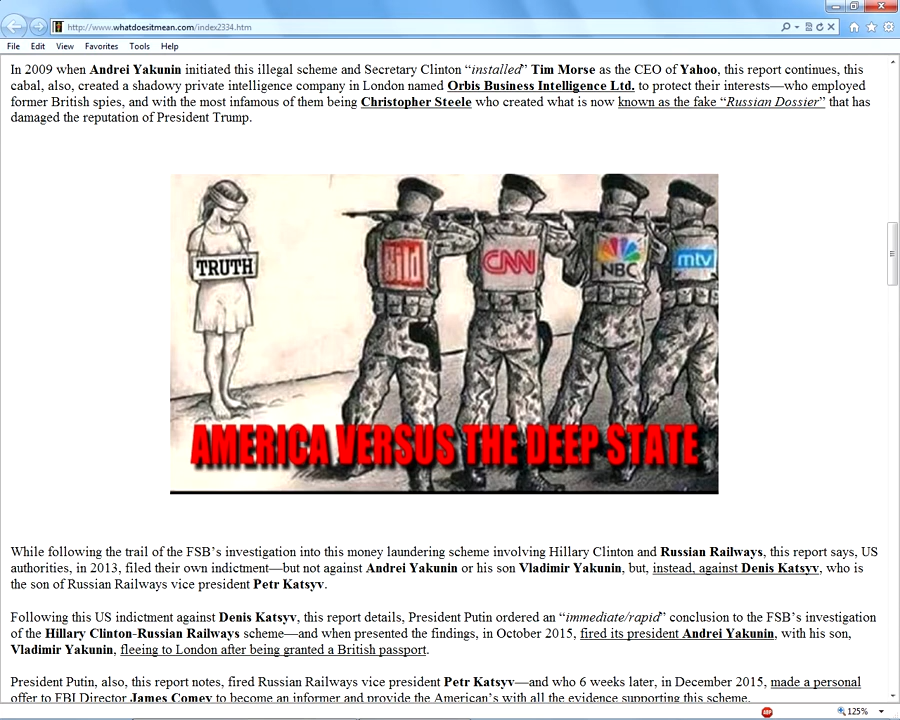 http://www.whatdoesitmean.com/index2334.htm
File Edit View Favorites Tools Help
In 2009 when Andrei Yakunin initiated this illegal scheme and Secretary Clinton “installed” Tim Morse as the CEO of Yahoo, this report continues, this
cabal, also, created a shadowy private intelligence company in London named Orbis Business Intelligence Ltd. to protect their interests—who employed
former British spies, and with the most infamous of them being Christopher Steele who created what is now known as the fake “Russian Dossier” that has
damaged the reputation of President Trump.
TRUTH
Bild
CNN
NBC
mtv
AMERICA VERSUS THE DEEP STATE
While following the trail of the FSB’s investigation into this money laundering scheme involving Hillary Clinton and Russian Railways, this report says, US
authorities, in 2013, filed their own indictment—but not against Andrei Yakunin or his son Vladimir Yakunin, but, instead, against Denis Katsyv, who is
the son of Russian Railways vice president Petr Katsyv.
Following this US indictment against Denis Katsyv, this report details, President Putin ordered an “immediate/rapid” conclusion to the FSB’s investigation
of the Hillary Clinton-Russian Railways scheme—and when presented the findings, in October 2015, fired its president Andrei Yakunin, with his son,
Vladimir Yakunin, fleeing to London after being granted a British passport.
President Putin, also, this report notes, fired Russian Railways vice president Petr Katsyv—and who 6 weeks later, in December 2015, made a personal
offer to FBI Director James Comey to become an informer and provide the American’s with all the evidence supporting this scheme.
ABP
125%